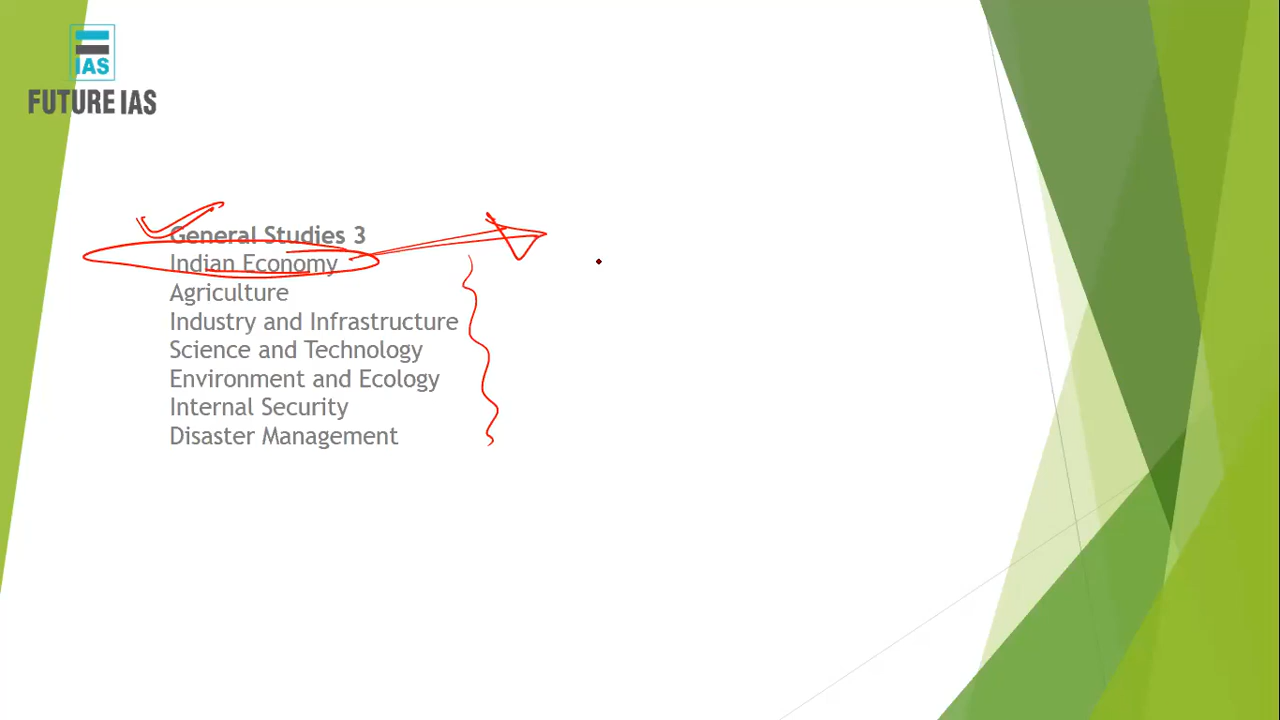 IAS
FUTURE IAS
General Studies 3
Indian Economy
Agriculture
Industry and Infrastructure
Science and Technology
Environment and Ecology
Internal Security
Disaster Management